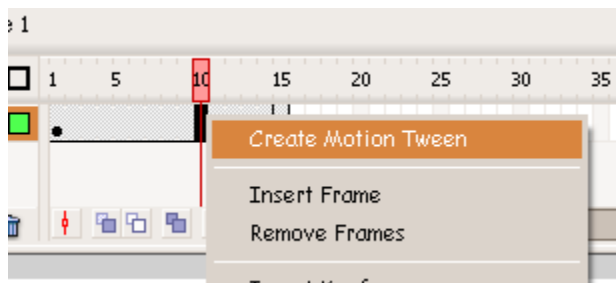 e 1
1 5 10 15 20 25 30 35
Create Motion Tween
Insert Frame
Remove Frames